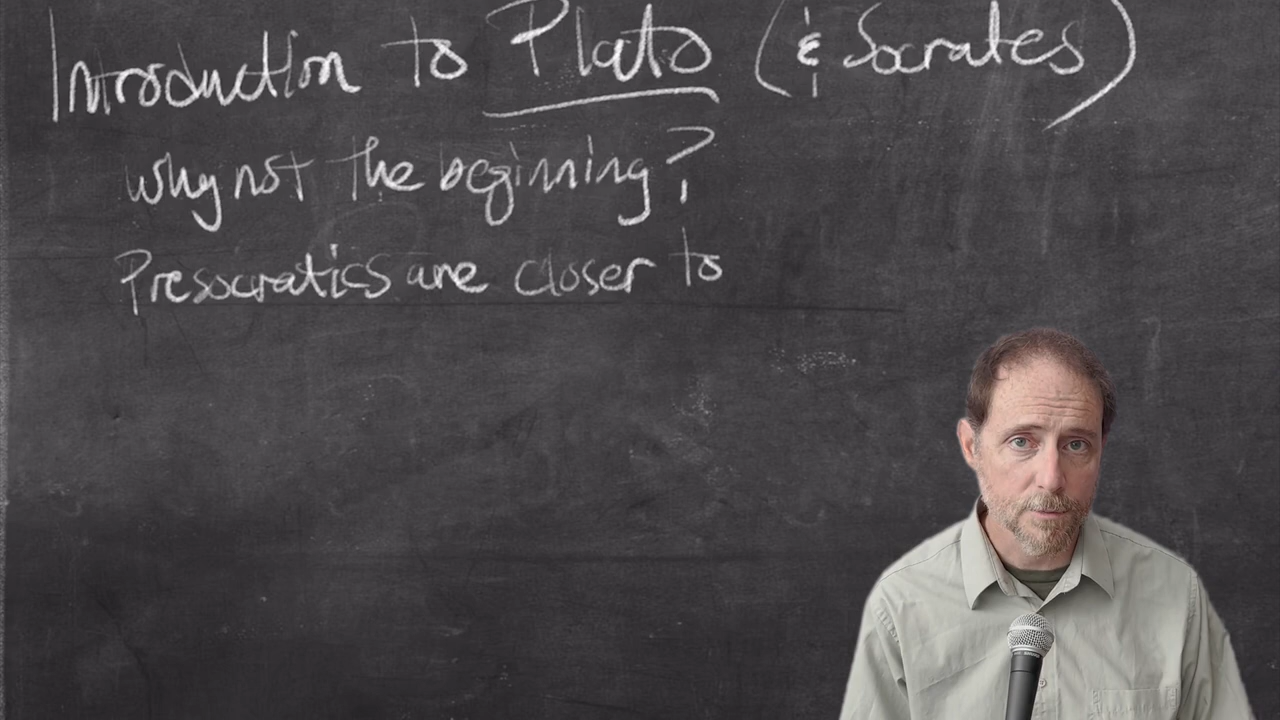 Introduction to Plato (& Socrates)
why not the beginning?
Presocratics are closer to